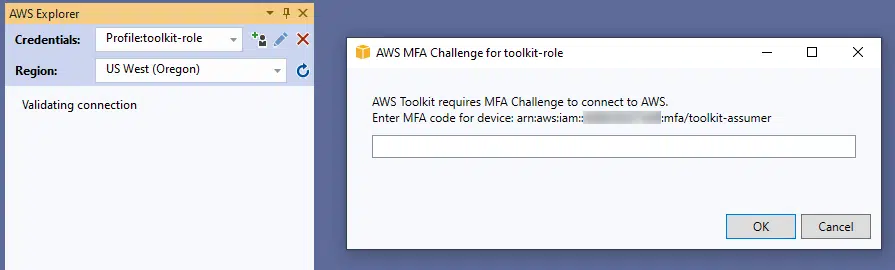 AWS Explorer
Credentials: Profile:toolkit-role
Region: US West (Oregon)
Validating connection
AWS MFA Challenge for toolkit-role
AWS Toolkit requires MFA Challenge to connect to AWS.
Enter MFA code for device: arn:aws:iam:: :mfa/toolkit-assumer
OK Cancel